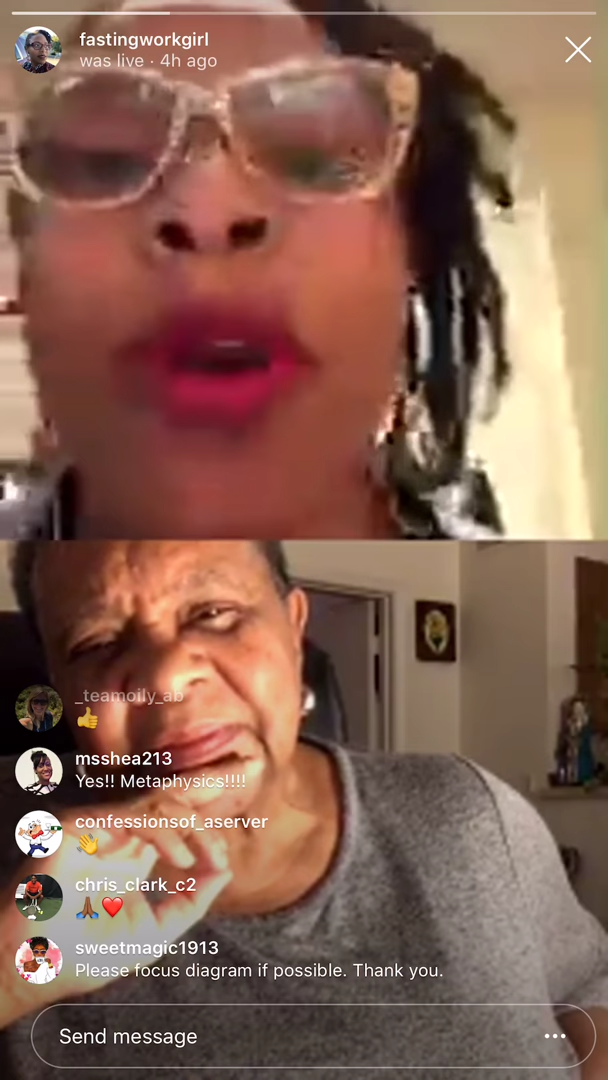 fastingworkgirl
was live · 4h ago
_teamoily_ab
👍
msshea213
Yes!! Metaphysics!!!!
confessionsof_aserver
👋
chris_clark_c2
🙏🏾❤️
sweetmagic1913
Please focus diagram if possible. Thank you.
Send message